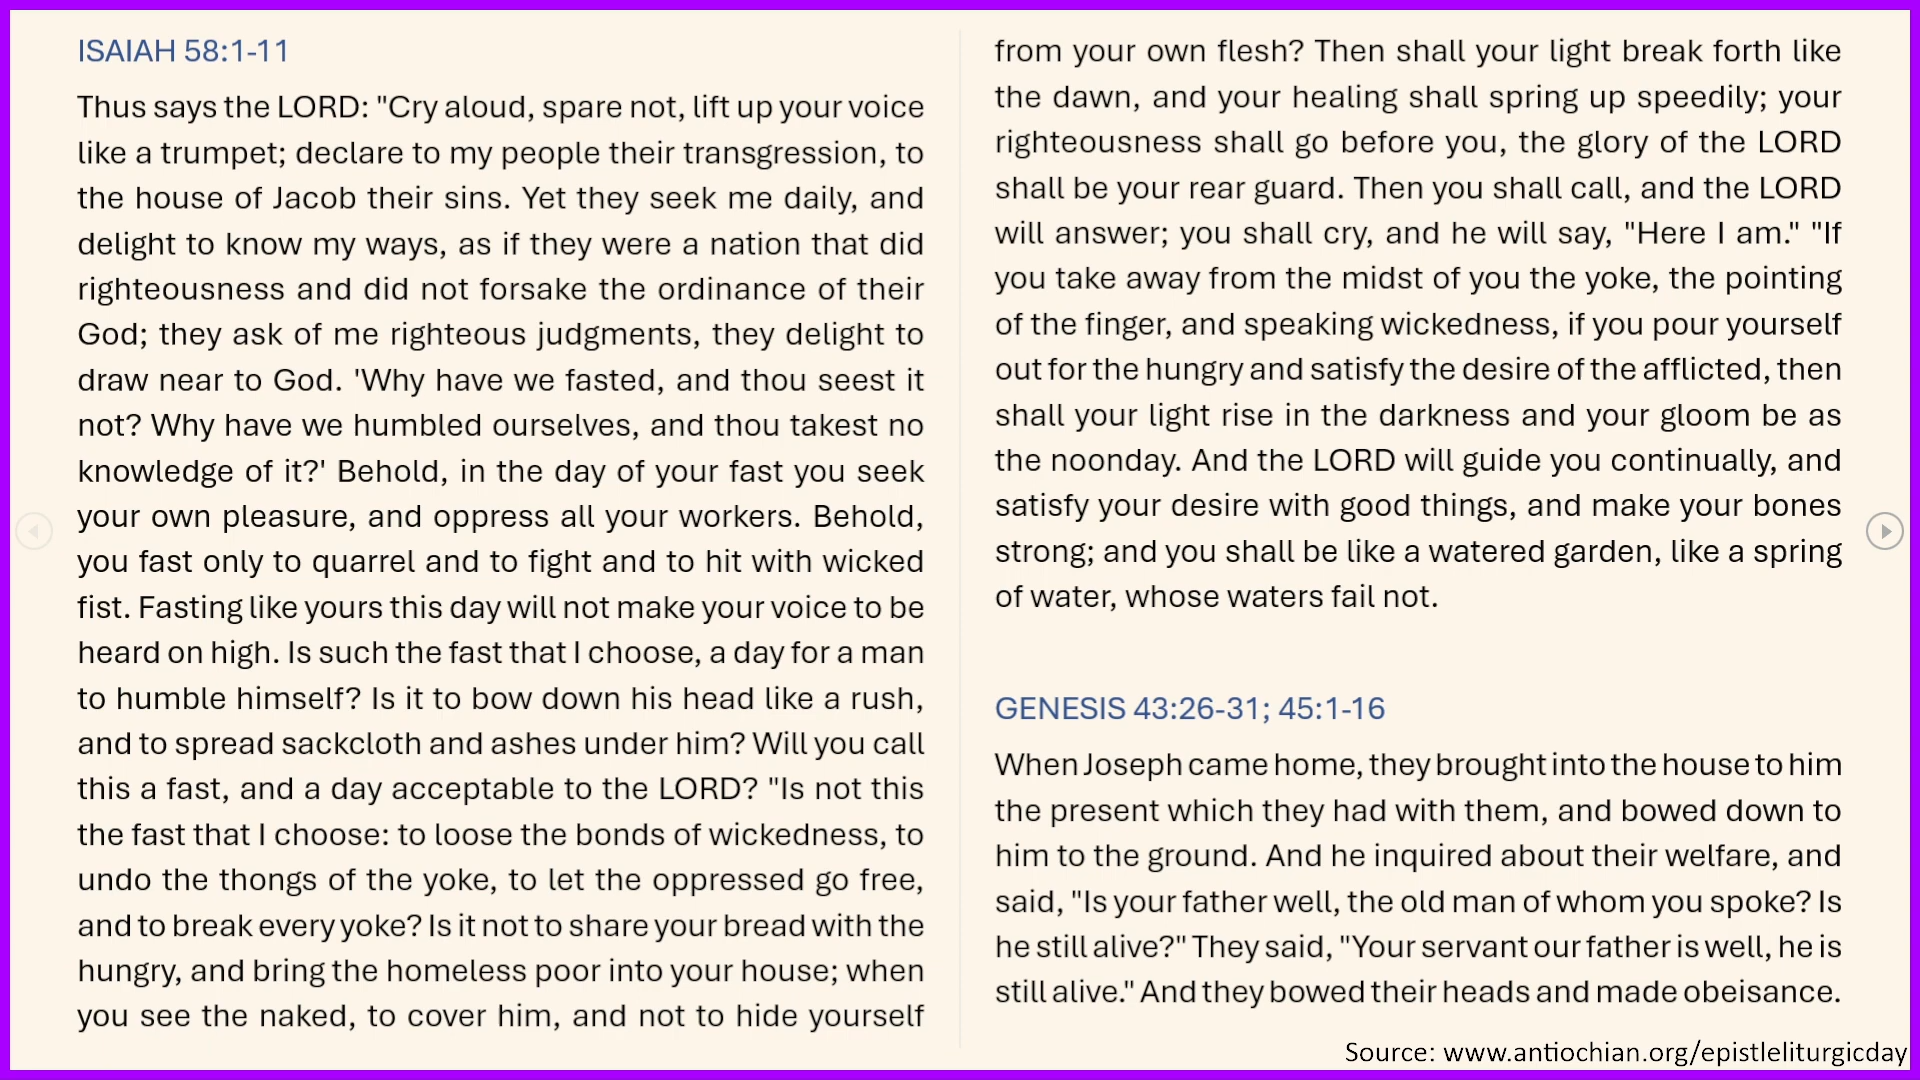 ISAIAH 58:1-11
Thus says the LORD: "Cry aloud, spare not, lift up your voice
like a trumpet; declare to my people their transgression, to
the house of Jacob their sins. Yet they seek me daily, and
delight to know my ways, as if they were a nation that did
righteousness and did not forsake the ordinance of their
God; they ask of me righteous judgments, they delight to
draw near to God. 'Why have we fasted, and thou seest it
not? Why have we humbled ourselves, and thou takest no
knowledge of it?' Behold, in the day of your fast you seek
your own pleasure, and oppress all your workers. Behold,
you fast only to quarrel and to fight and to hit with wicked
fist. Fasting like yours this day will not make your voice to be
heard on high. Is such the fast that I choose, a day for a man
to humble himself? Is it to bow down his head like a rush,
and to spread sackcloth and ashes under him? Will you call
this a fast, and a day acceptable to the LORD? "Is not this
the fast that I choose: to loose the bonds of wickedness, to
undo the thongs of the yoke, to let the oppressed go free,
and to break every yoke? Is it not to share your bread with the
hungry, and bring the homeless poor into your house; when
you see the naked, to cover him, and not to hide yourself
from your own flesh? Then shall your light break forth like
the dawn, and your healing shall spring up speedily; your
righteousness shall go before you, the glory of the LORD
shall be your rear guard. Then you shall call, and the LORD
will answer; you shall cry, and he will say, "Here I am." "If
you take away from the midst of you the yoke, the pointing
of the finger, and speaking wickedness, if you pour yourself
out for the hungry and satisfy the desire of the afflicted, then
shall your light rise in the darkness and your gloom be as
the noonday. And the LORD will guide you continually, and
satisfy your desire with good things, and make your bones
strong; and you shall be like a watered garden, like a spring
of water, whose waters fail not.
GENESIS 43:26-31; 45:1-16
When Joseph came home, they brought into the house to him
the present which they had with them, and bowed down to
him to the ground. And he inquired about their welfare, and
said, "Is your father well, the old man of whom you spoke? Is
he still alive?" They said, "Your servant our father is well, he is
still alive." And they bowed their heads and made obeisance.
Source: www.antiochian.org/epistleliturgicday